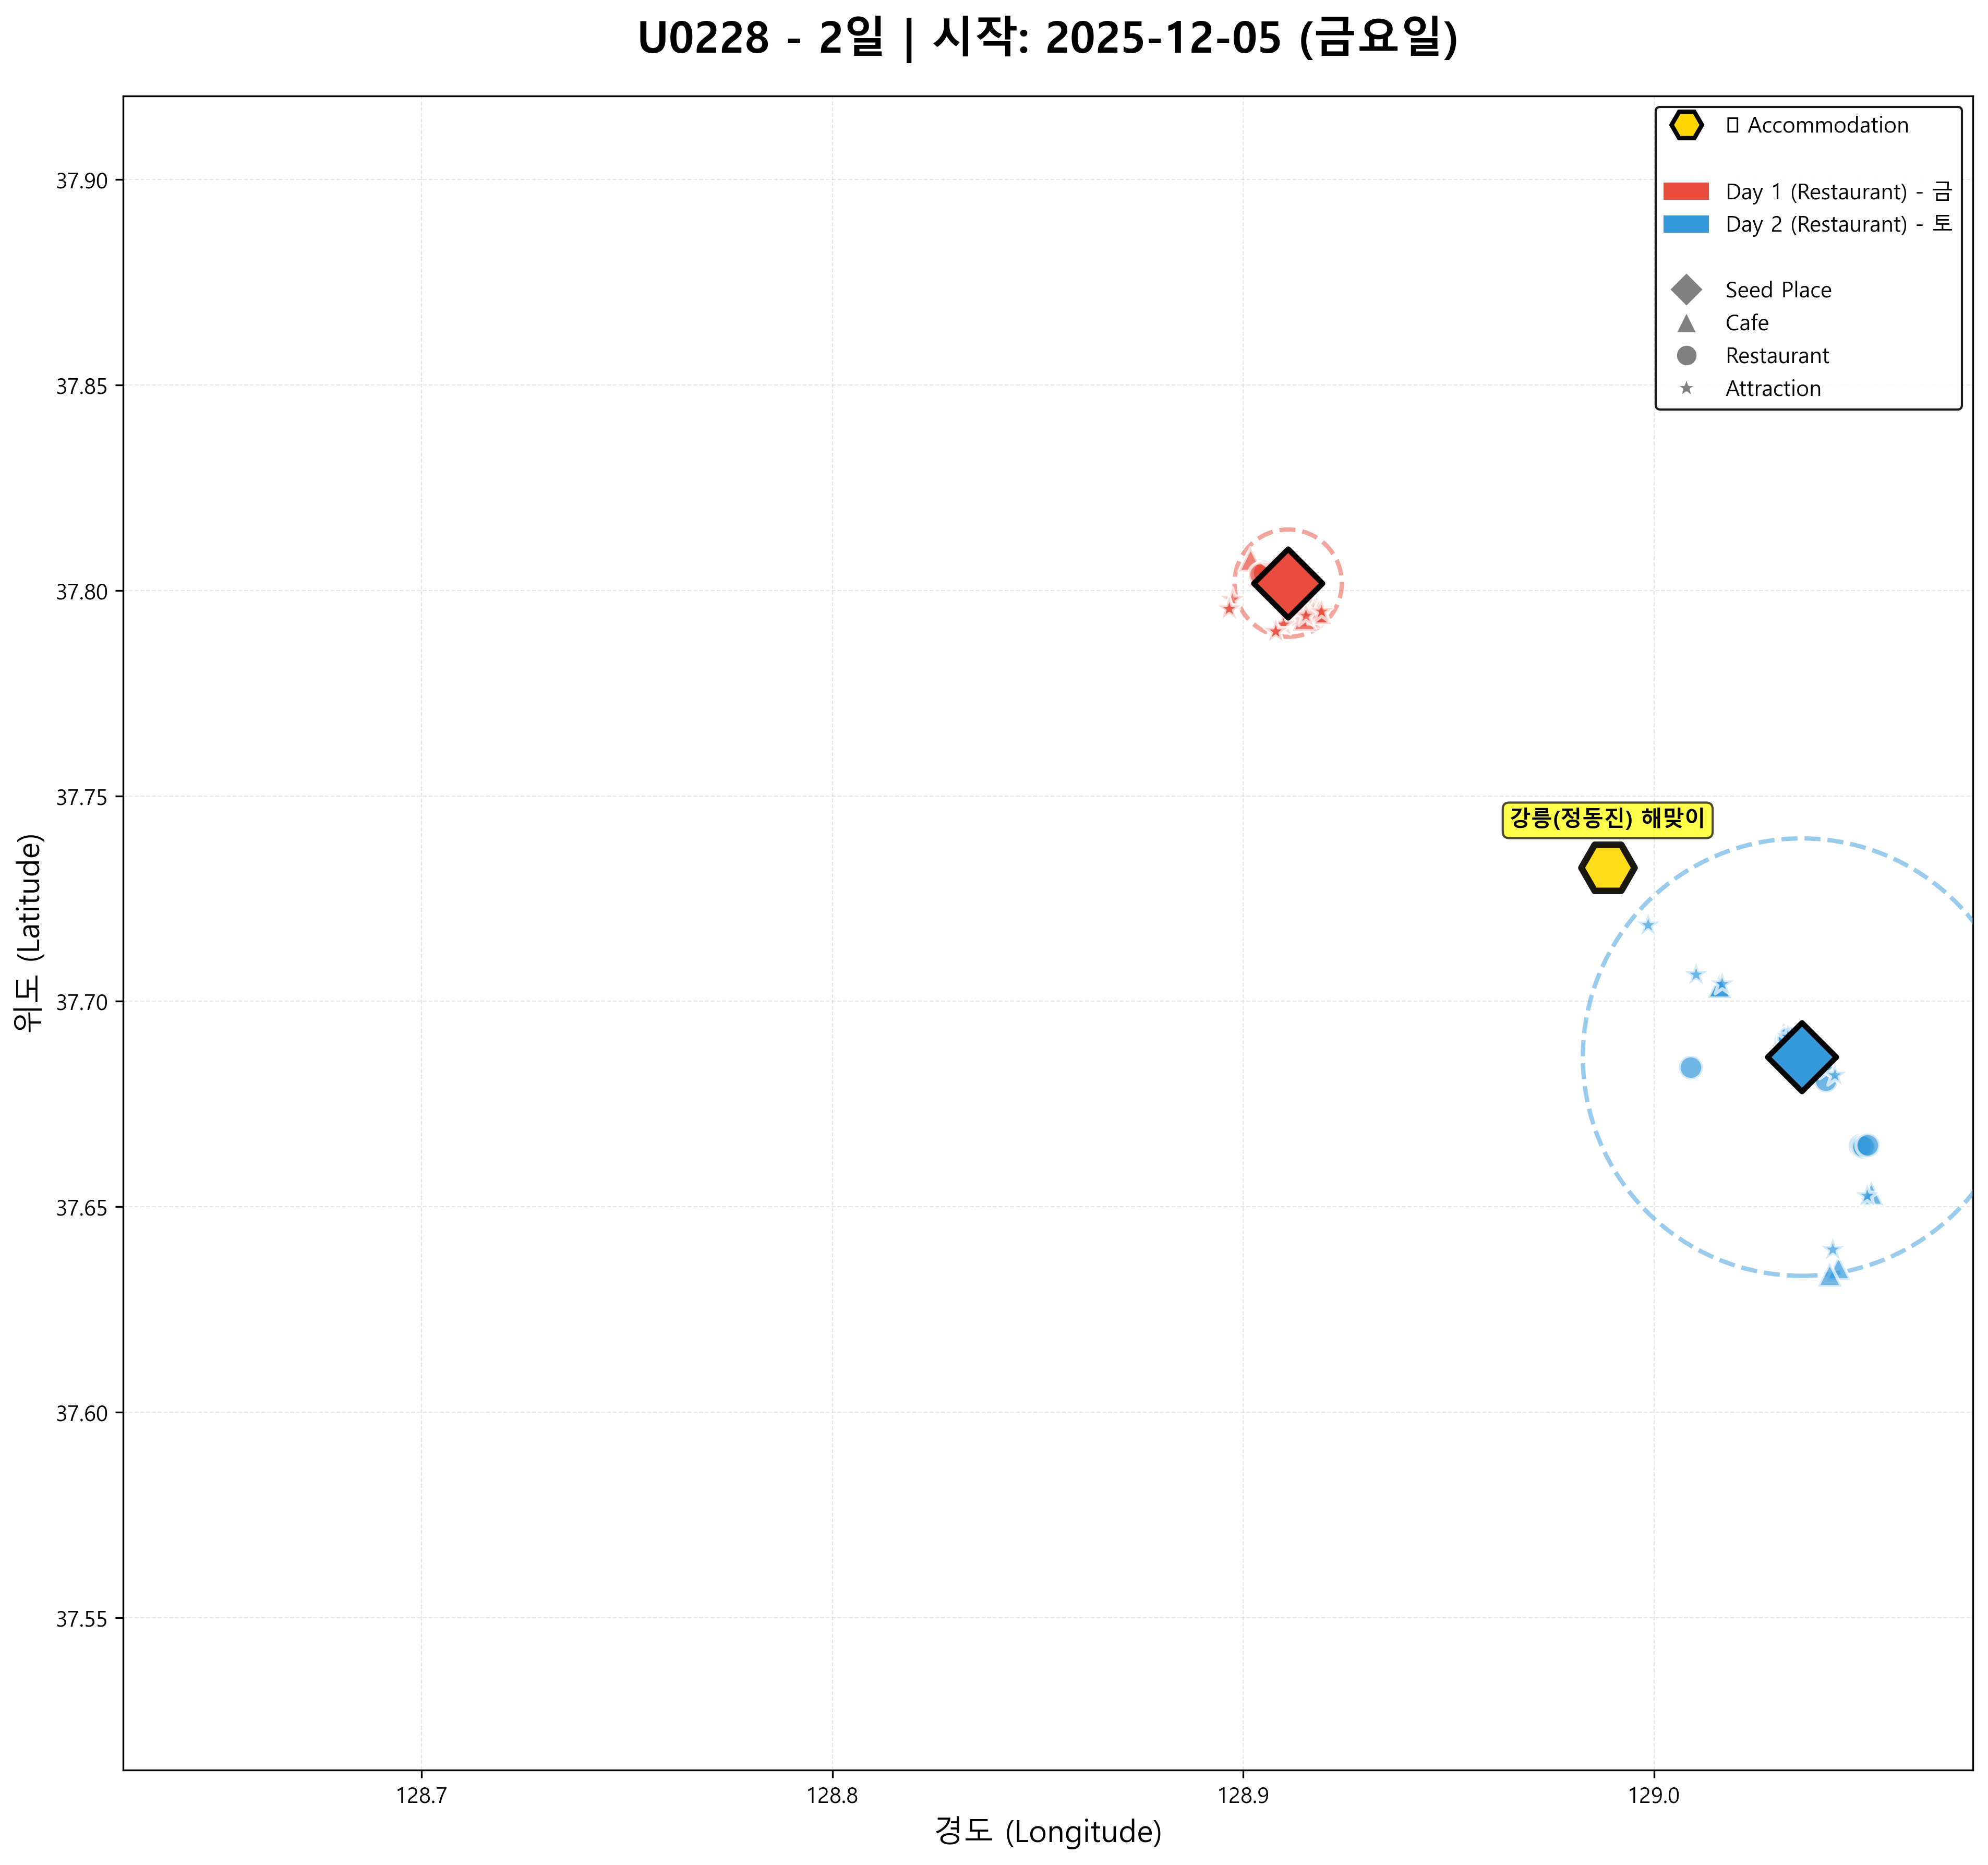 U0228 - 2일 | 시작: 2025-12-05 (금요일)
Accommodation
Day 1 (Restaurant) - 금
Day 2 (Restaurant) - 토
Seed Place
Cafe
Restaurant
Attraction
강릉(정동진) 해맞이
위도 (Latitude)
37.90
37.85
37.80
37.75
37.70
37.65
37.60
37.55
128.7
128.8
128.9
129.0
경도 (Longitude)